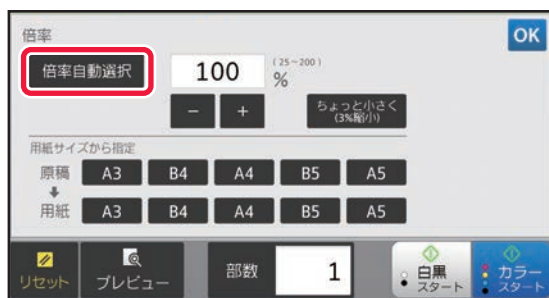 倍率
OK
倍率自動選択
100
(25~200)
%
－
＋
ちょっと小さく
(3%縮小)
用紙サイズから指定
原稿 A3 B4 A4 B5 A5
用紙 A3 B4 A4 B5 A5
リセット
プレビュー
部数
1
白黒
スタート
カラー
スタート